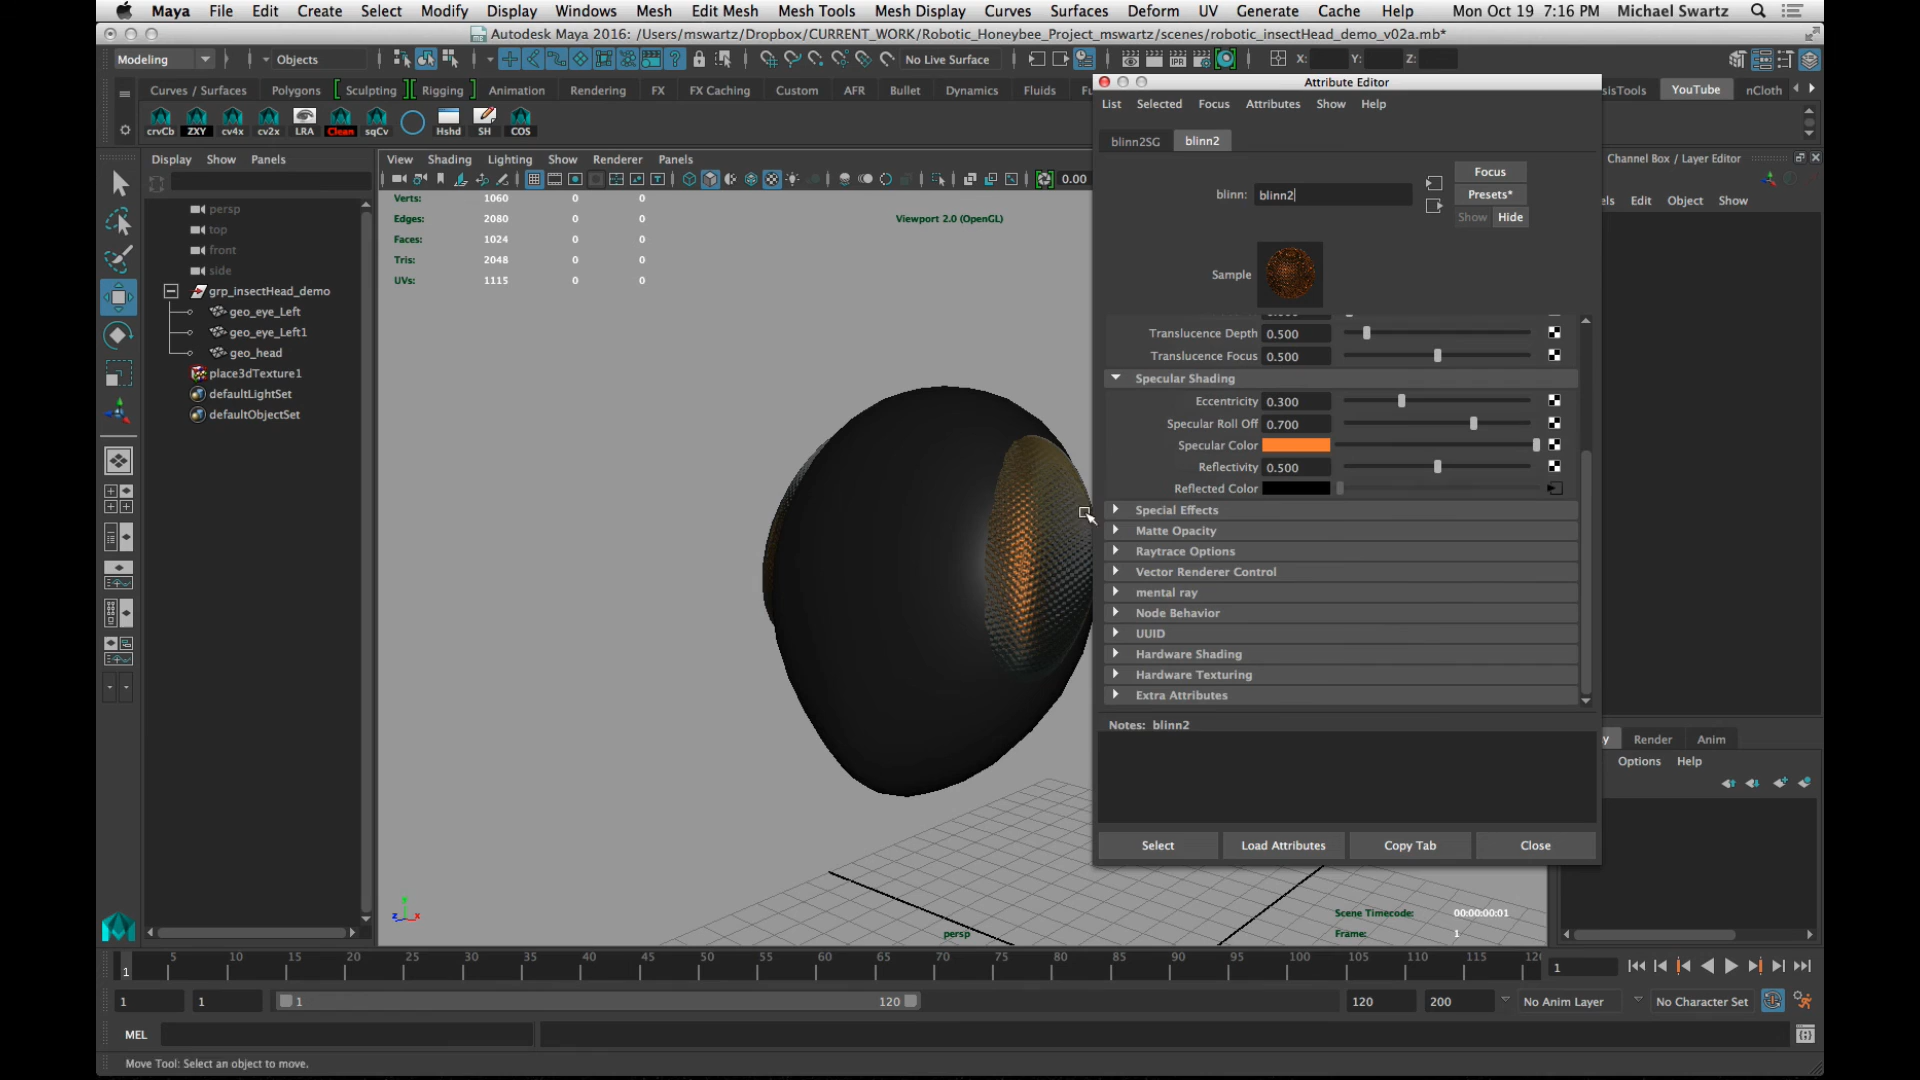 Maya File Edit Create Select Modify Display Windows Mesh Edit Mesh Mesh Tools Mesh Display Curves Surfaces Deform UV Generate Cache Help Mon Oct 19 7:16 PM Michael Swartz
Autodesk Maya 2016: /Users/mswartz/Dropbox/CURRENT_WORK/Robotic_Honeybee_Project_mswartz/scenes/robotic_insectHead_demo_v02a.mb*
Modeling Objects No Live Surface X: Y: Z:
Curves / Surfaces Polygons Sculpting Rigging Animation Rendering FX FX Caching Custom AFR Bullet Dynamics Fluids YouTube nCloth
crvCb ZXY cv4x cv2x LRA Clean sqCv Hshd SH COS
Display Show Panels
persp
top
front
side
grp_insectHead_demo
geo_eye_Left
geo_eye_Left1
geo_head
place3dTexture1
defaultLightSet
defaultObjectSet
View Shading Lighting Show Renderer Panels
0.00
Verts: 1060 0 0
Edges: 2080 0 0
Faces: 1024 0 0
Tris: 2048 0 0
UVs: 1115 0 0
Viewport 2.0 (OpenGL)
persp
Scene Timecode: 00:00:00:01
Frame: 1
Attribute Editor
List Selected Focus Attributes Show Help
blinn2SG blinn2
blinn: blinn2
Focus
Presets*
Show Hide
Sample
Translucence Depth 0.500
Translucence Focus 0.500
Specular Shading
Eccentricity 0.300
Specular Roll Off 0.700
Specular Color
Reflectivity 0.500
Reflected Color
Special Effects
Matte Opacity
Raytrace Options
Vector Renderer Control
mental ray
Node Behavior
UUID
Hardware Shading
Hardware Texturing
Extra Attributes
Notes: blinn2
Select Load Attributes Copy Tab Close
Channel Box / Layer Editor
Edit Object Show
Render Anim
Options Help
1 5 10 15 20 25 30 35 40 45 50 55 60 65 70 75 80 85 90 95 100 105 110 115 1
1 1 1 120 120 200 No Anim Layer No Character Set
MEL
Move Tool: Select an object to move.